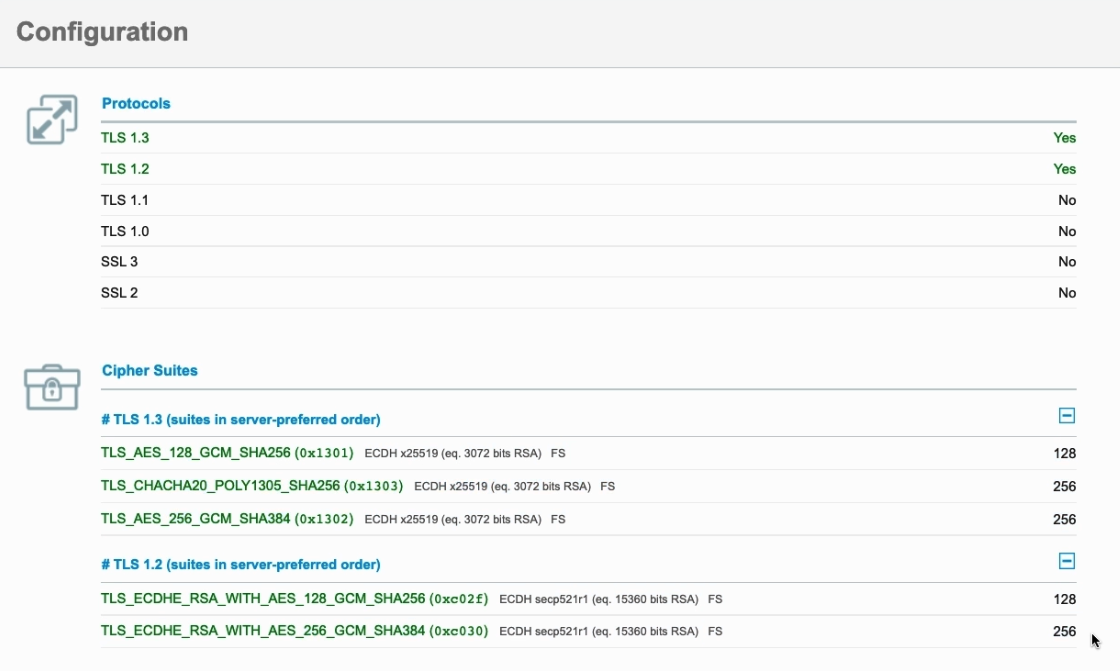 Configuration
Protocols
TLS 1.3 Yes
TLS 1.2 Yes
TLS 1.1 No
TLS 1.0 No
SSL 3 No
SSL 2 No
Cipher Suites
# TLS 1.3 (suites in server-preferred order)
TLS_AES_128_GCM_SHA256 (0x1301) ECDH x25519 (eq. 3072 bits RSA) FS 128
TLS_CHACHA20_POLY1305_SHA256 (0x1303) ECDH x25519 (eq. 3072 bits RSA) FS 256
TLS_AES_256_GCM_SHA384 (0x1302) ECDH x25519 (eq. 3072 bits RSA) FS 256
# TLS 1.2 (suites in server-preferred order)
TLS_ECDHE_RSA_WITH_AES_128_GCM_SHA256 (0xc02f) ECDH secp521r1 (eq. 15360 bits RSA) FS 128
TLS_ECDHE_RSA_WITH_AES_256_GCM_SHA384 (0xc030) ECDH secp521r1 (eq. 15360 bits RSA) FS 256